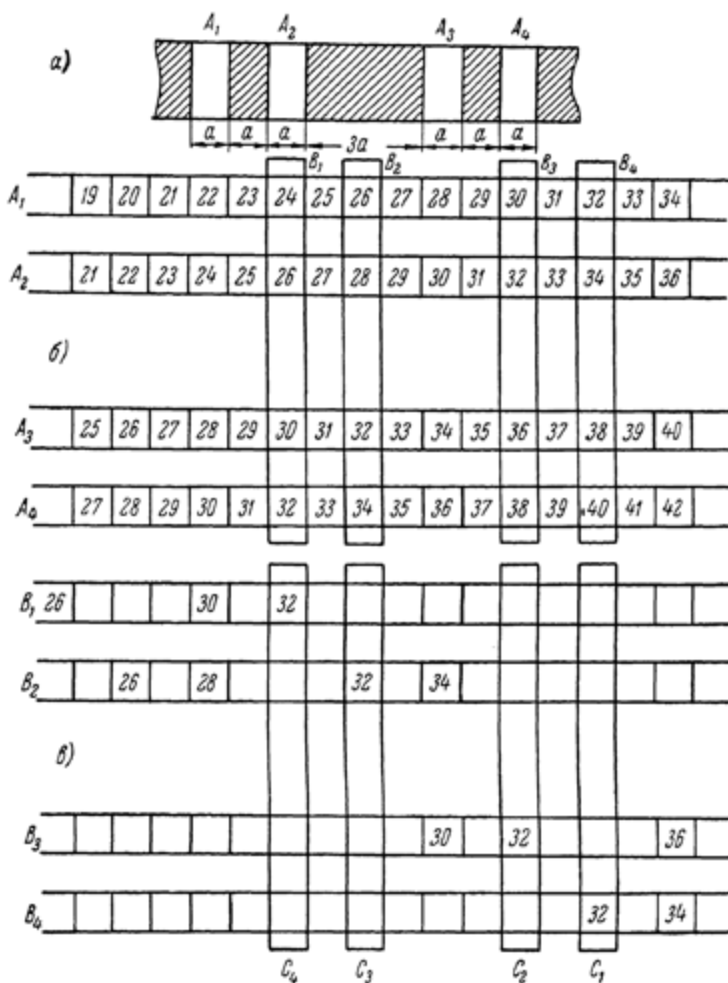 A₁ A₂ A₃ A₄
а)
a a a 3a a a a
B₁ B₂ B₃ B₄
A₁ 19 20 21 22 23 24 25 26 27 28 29 30 31 32 33 34
A₂ 21 22 23 24 25 26 27 28 29 30 31 32 33 34 35 36
б)
A₃ 25 26 27 28 29 30 31 32 33 34 35 36 37 38 39 40
A₄ 27 28 29 30 31 32 33 34 35 36 37 38 39 40 41 42
B₁ 26 30 32
B₂ 26 28 32 34
в)
B₃ 30 32 36
B₄ 32 34
C₄ C₃ C₂ C₁